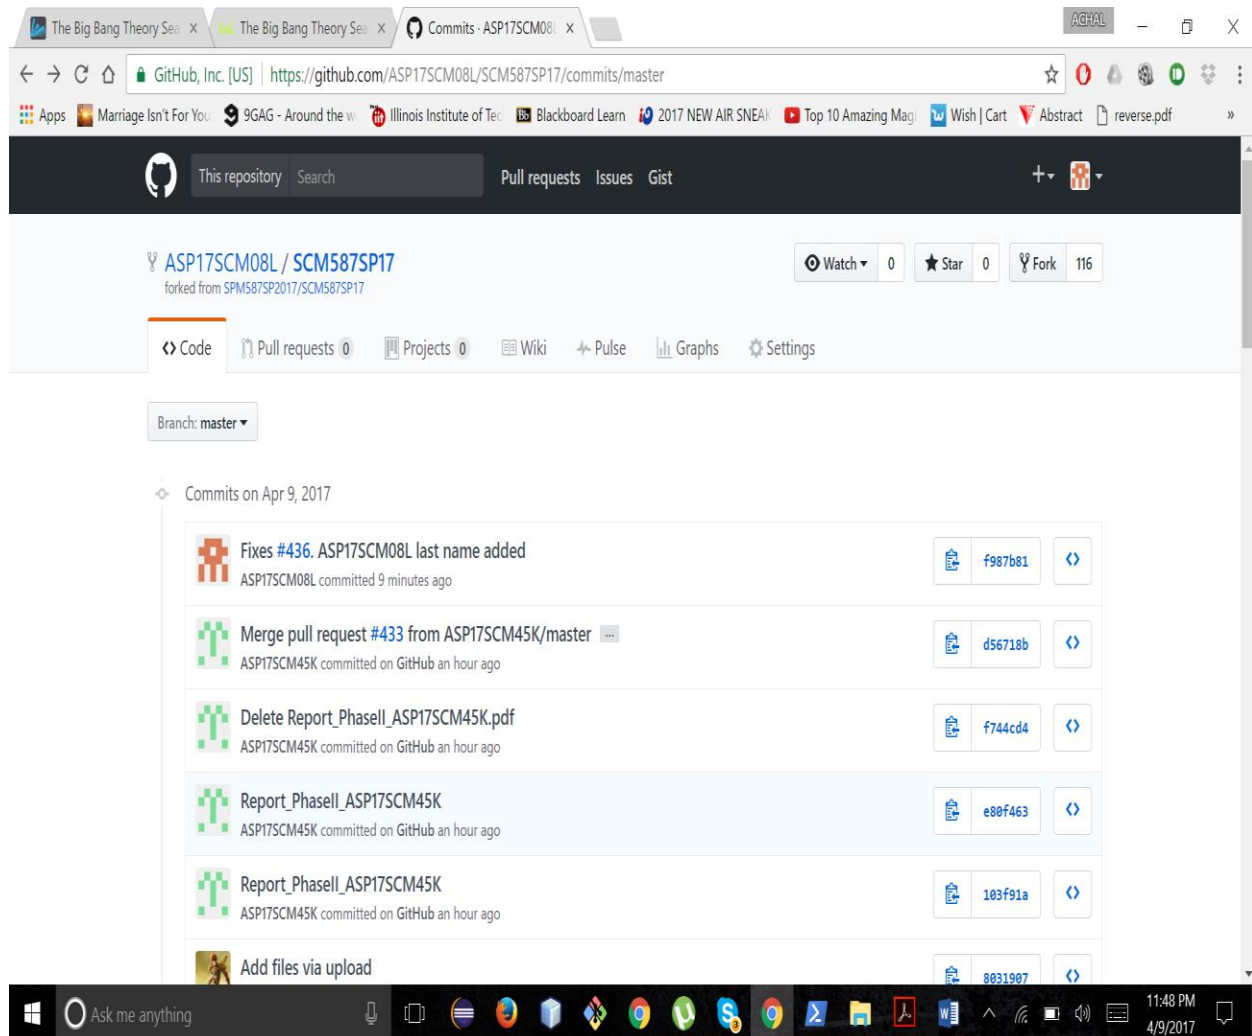 The Big Bang Theory Sea
The Big Bang Theory Sea
Commits · ASP17SCM08L
ACHAL
GitHub, Inc. [US] https://github.com/ASP17SCM08L/SCM587SP17/commits/master
Apps Marriage Isn't For You 9GAG - Around the w Illinois Institute of Tec Bb Blackboard Learn 2017 NEW AIR SNEAK Top 10 Amazing Magi Wish | Cart Abstract reverse.pdf »
This repository Search Pull requests Issues Gist
ASP17SCM08L / SCM587SP17
Watch 0 Star 0 Fork 116
forked from SPM587SP2017/SCM587SP17
Code Pull requests 0 Projects 0 Wiki Pulse Graphs Settings
Branch: master
Commits on Apr 9, 2017
Fixes #436. ASP17SCM08L last name added
ASP17SCM08L committed 9 minutes ago
f987b81
Merge pull request #433 from ASP17SCM45K/master ...
ASP17SCM45K committed on GitHub an hour ago
d56718b
Delete Report_PhaseII_ASP17SCM45K.pdf
ASP17SCM45K committed on GitHub an hour ago
f744cd4
Report_PhaseII_ASP17SCM45K
ASP17SCM45K committed on GitHub an hour ago
e80f463
Report_PhaseII_ASP17SCM45K
ASP17SCM45K committed on GitHub an hour ago
103f91a
Add files via upload
8031907
Ask me anything
11:48 PM
4/9/2017